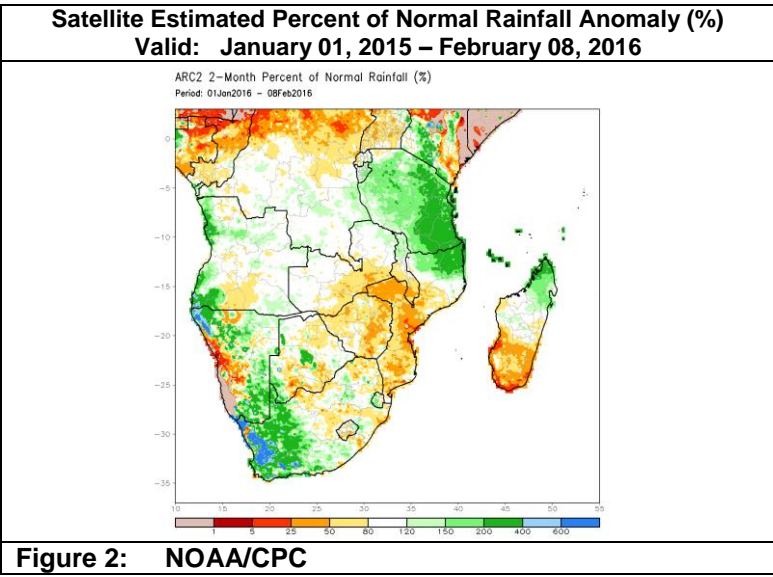 Satellite Estimated Percent of Normal Rainfall Anomaly (%)
Valid: January 01, 2015 – February 08, 2016
ARC2 2-Month Percent of Normal Rainfall (%)
Period: 01Jan2016 - 08Feb2016
0
-5
-10
-15
-20
-25
-30
-35
10 15 20 25 30 35 40 45 50 55
1 5 25 50 80 120 150 200 400 600
Figure 2: NOAA/CPC